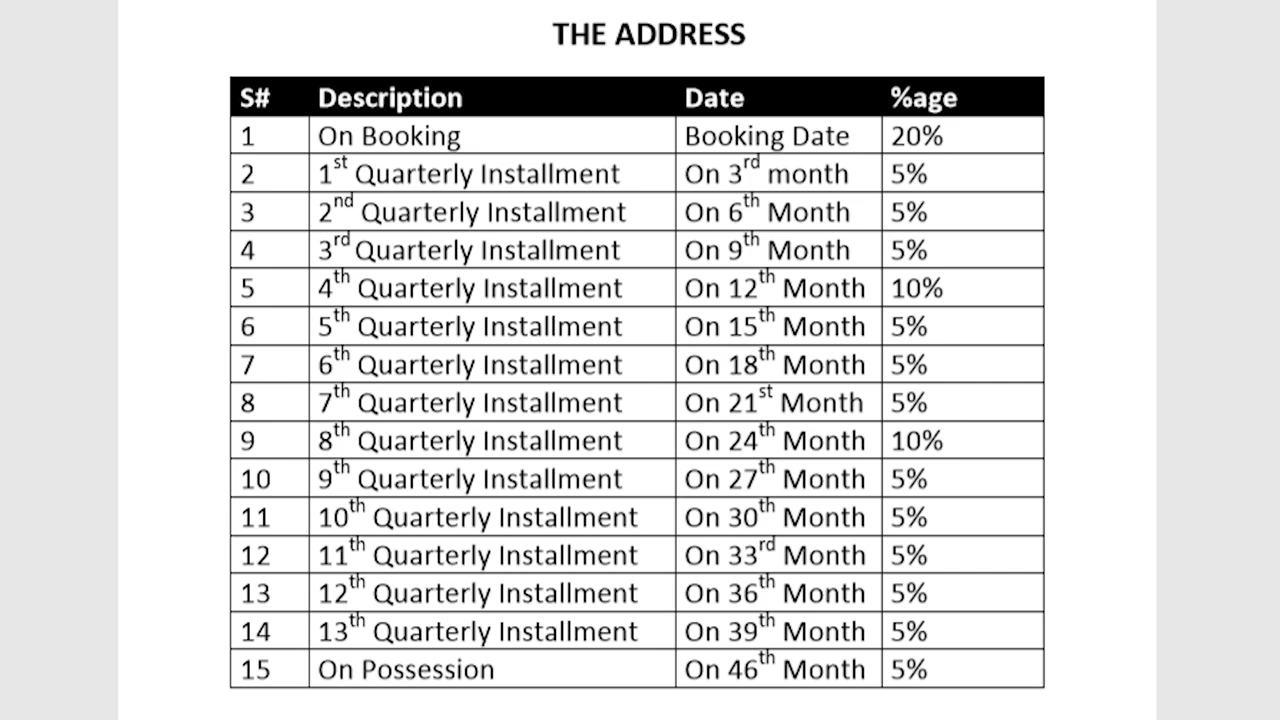 THE ADDRESS
S# Description Date %age
1 On Booking Booking Date 20%
2 1st Quarterly Installment On 3rd month 5%
3 2nd Quarterly Installment On 6th Month 5%
4 3rd Quarterly Installment On 9th Month 5%
5 4th Quarterly Installment On 12th Month 10%
6 5th Quarterly Installment On 15th Month 5%
7 6th Quarterly Installment On 18th Month 5%
8 7th Quarterly Installment On 21st Month 5%
9 8th Quarterly Installment On 24th Month 10%
10 9th Quarterly Installment On 27th Month 5%
11 10th Quarterly Installment On 30th Month 5%
12 11th Quarterly Installment On 33rd Month 5%
13 12th Quarterly Installment On 36th Month 5%
14 13th Quarterly Installment On 39th Month 5%
15 On Possession On 46th Month 5%